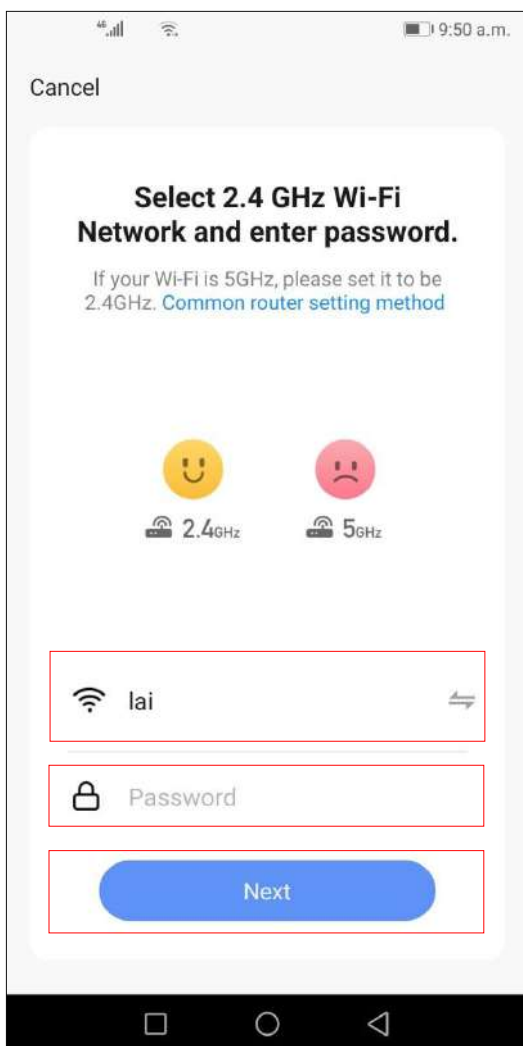 46 9:50 a.m.
Cancel
Select 2.4 GHz Wi-Fi
Network and enter password.
If your Wi-Fi is 5GHz, please set it to be
2.4GHz. Common router setting method
2.4GHz 5GHz
lai
Password
Next